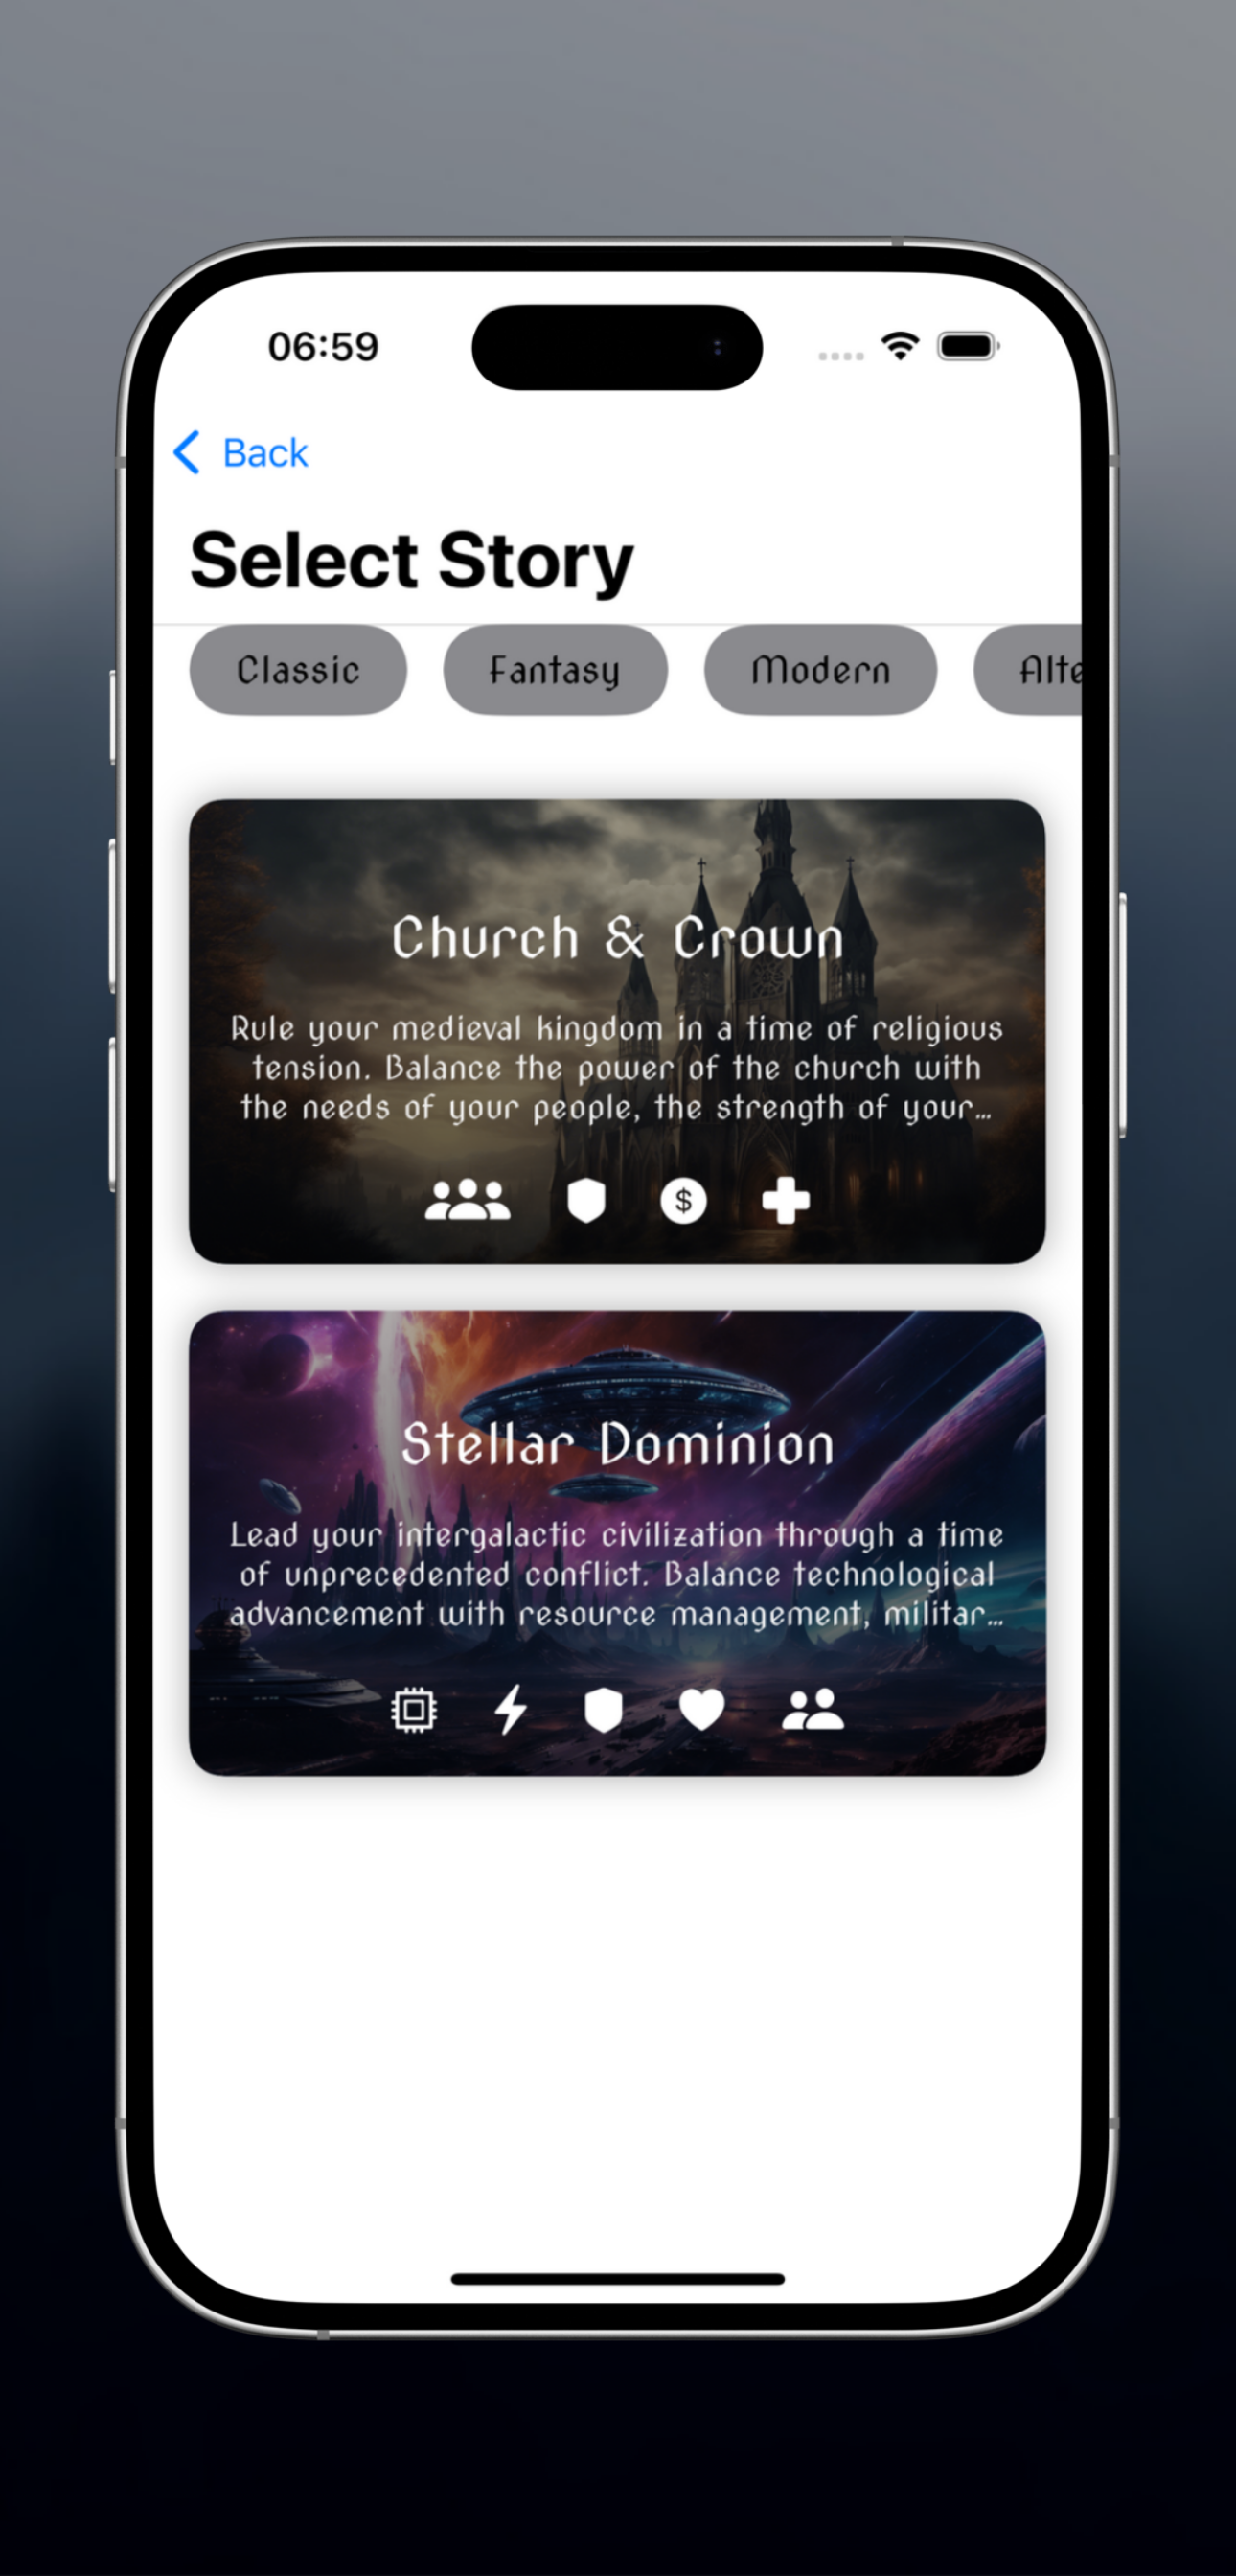 06:59
Back
Select Story
Classic
Fantasy
Modern
Alte
Church & Crown
Rule your medieval kingdom in a time of religious
tension. Balance the power of the church with
the needs of your people, the strength of your...
$
Stellar Dominion
Lead your intergalactic civilization through a time
of unprecedented conflict. Balance technological
advancement with resource management, militar...